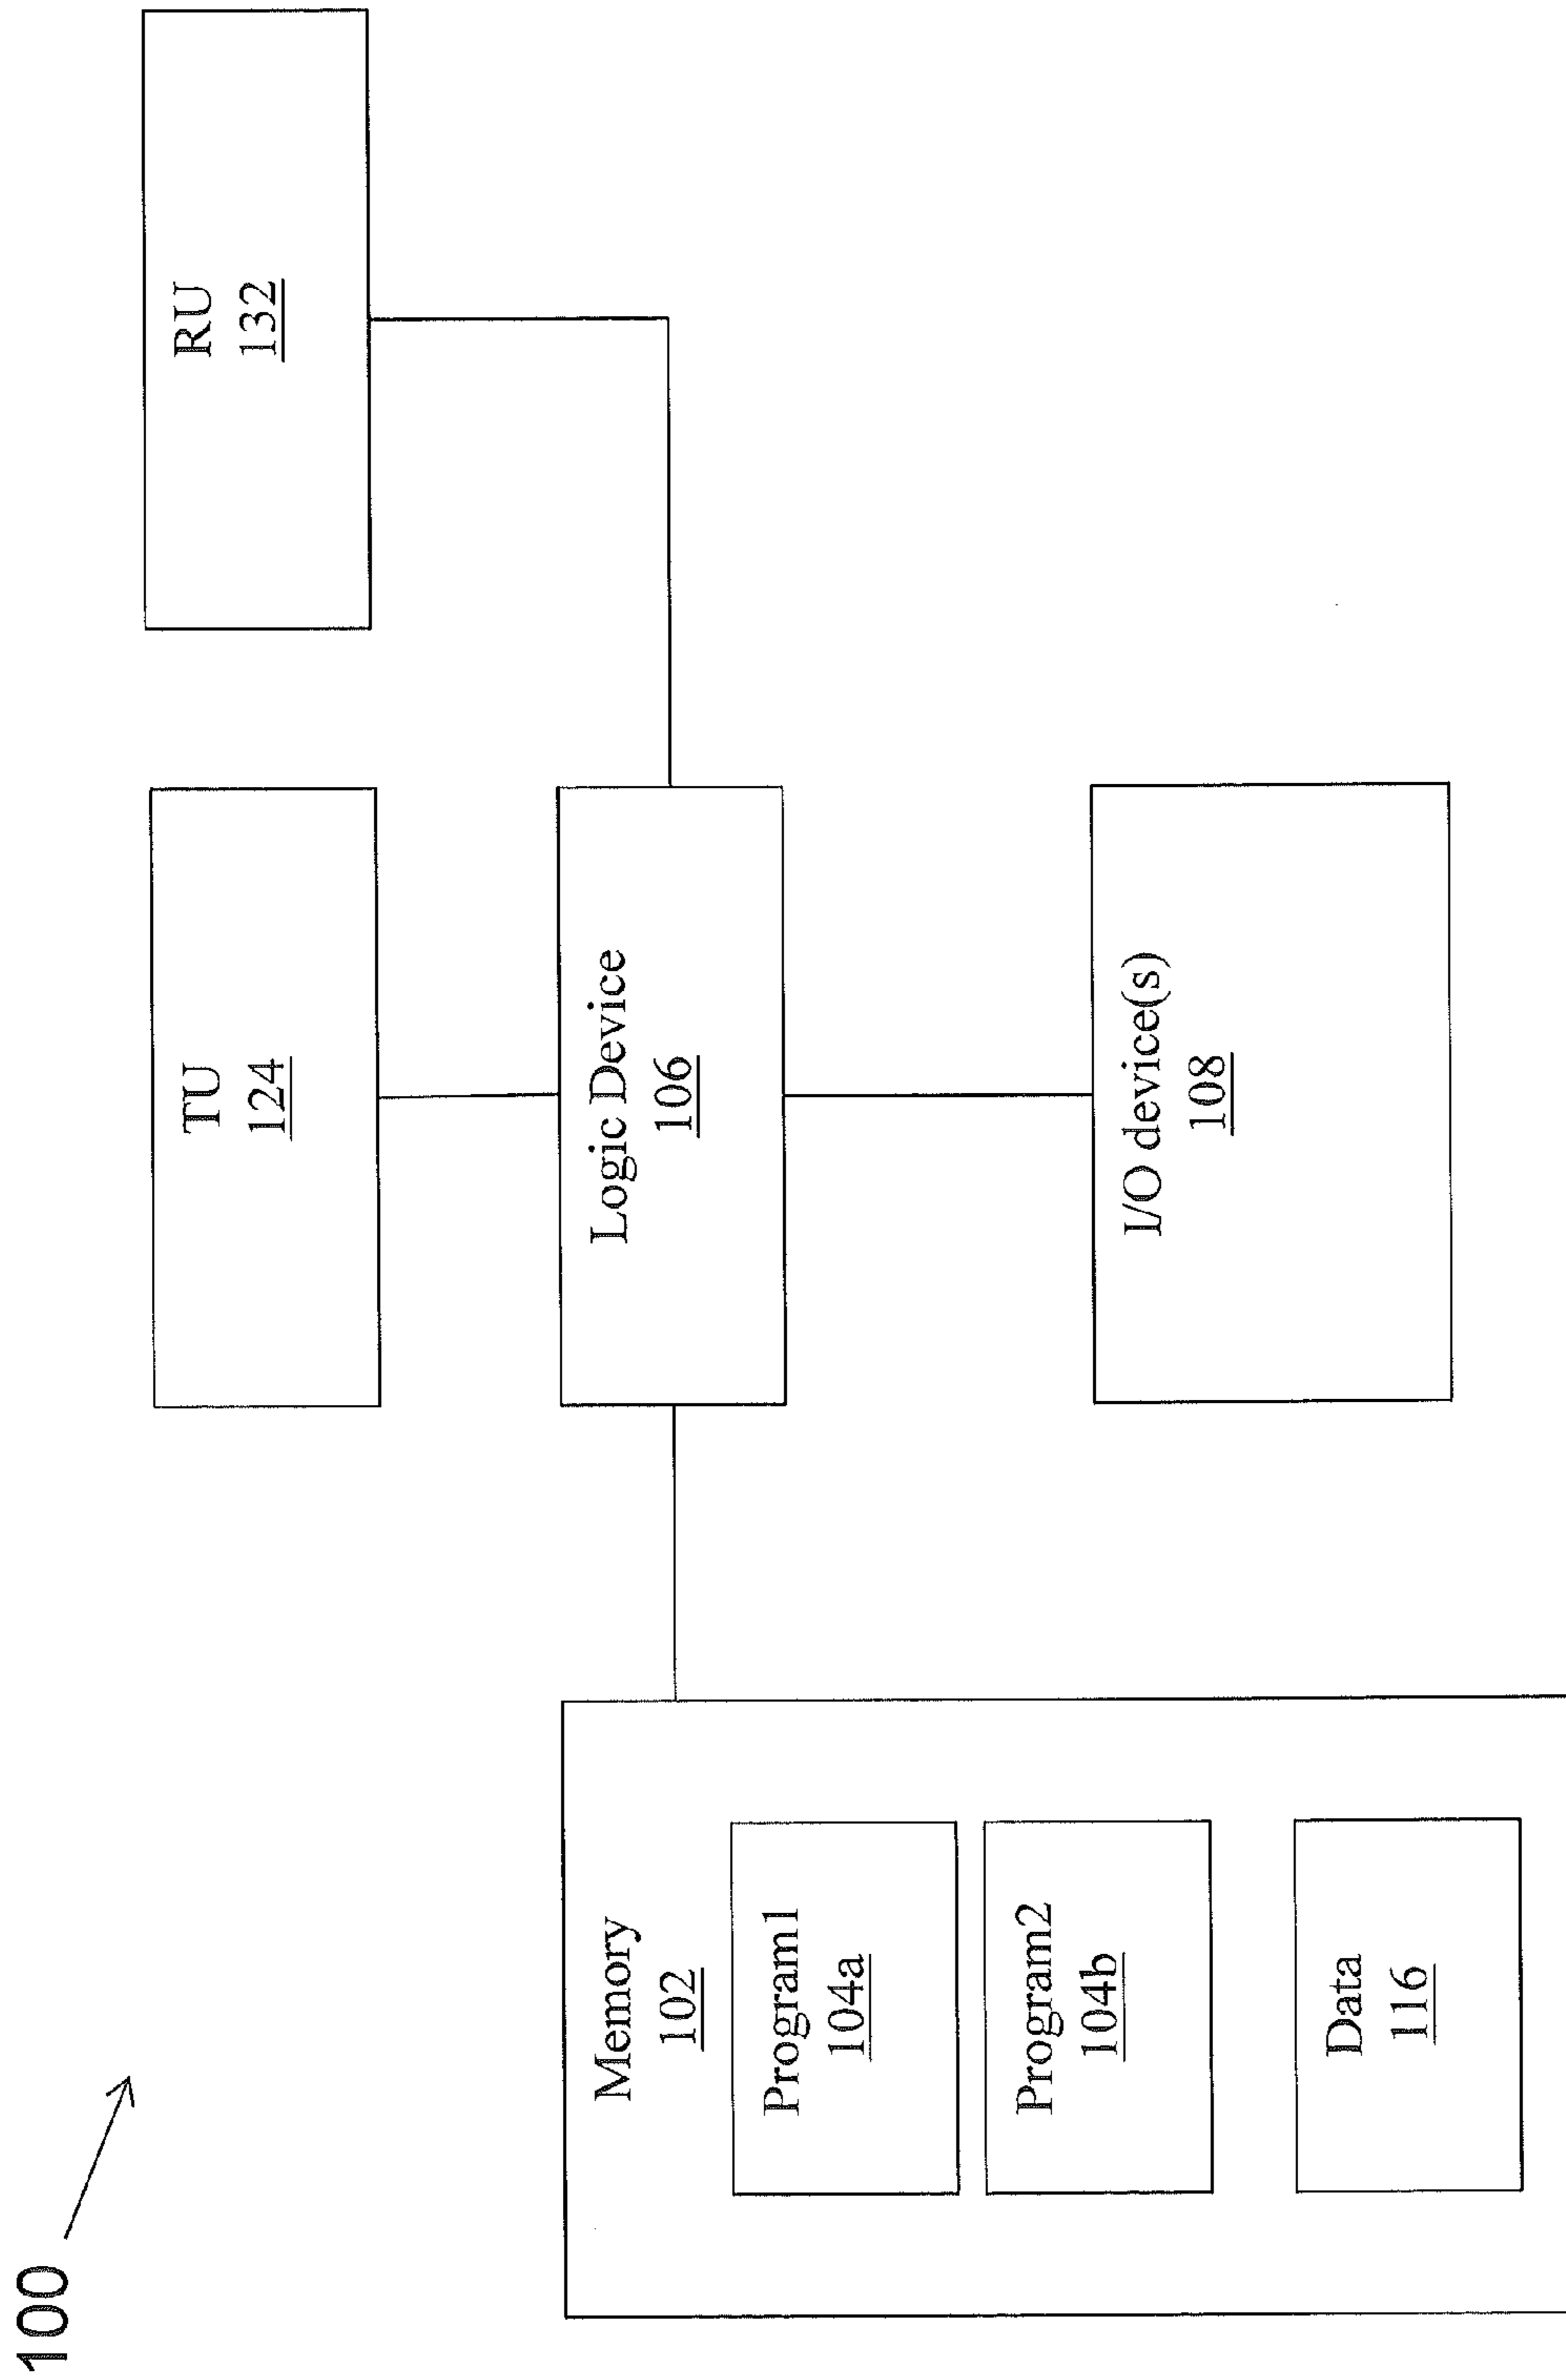 100
TU
124
RU
132
Memory
102
Logic Device
106
Program1
104a
Program2
104b
I/O device(s)
108
Data
116